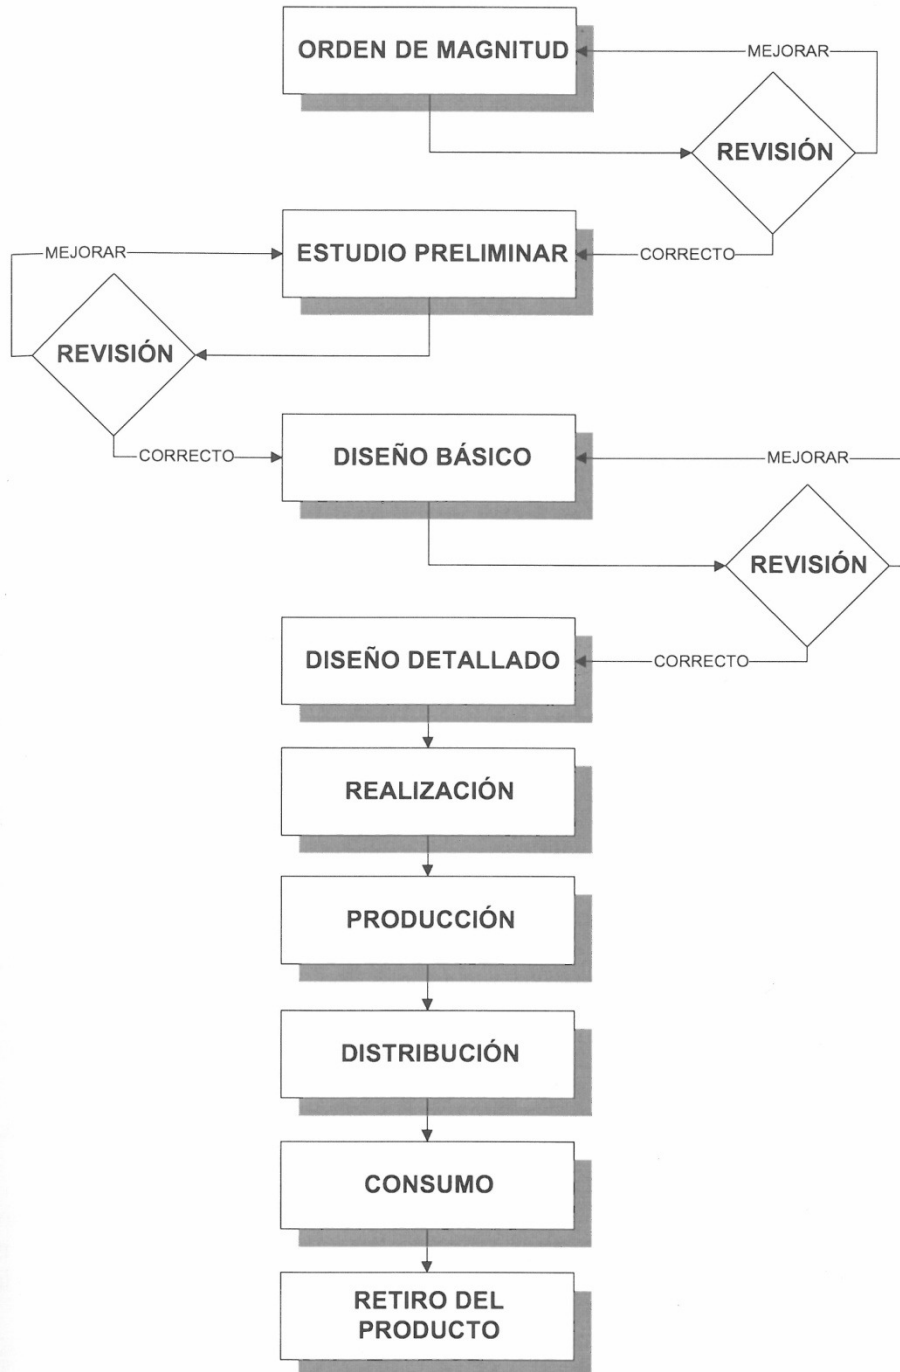 ORDEN DE MAGNITUD
MEJORAR
REVISIÓN
CORRECTO
ESTUDIO PRELIMINAR
MEJORAR
REVISIÓN
CORRECTO
DISEÑO BÁSICO
MEJORAR
REVISIÓN
CORRECTO
DISEÑO DETALLADO
REALIZACIÓN
PRODUCCIÓN
DISTRIBUCIÓN
CONSUMO
RETIRO DEL
PRODUCTO